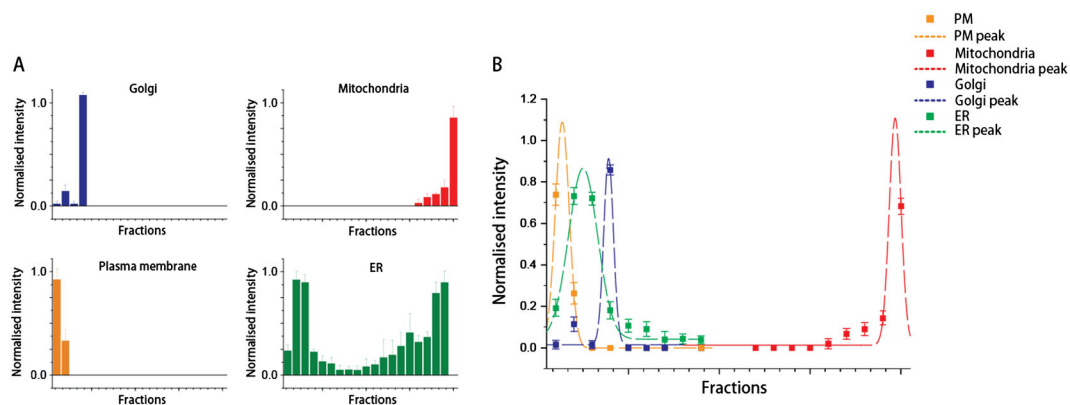 A
Golgi
Normalised intensity
1.0
0.0
Fractions
Mitochondria
Normalised intensity
1.0
0.0
Fractions
Plasma membrane
Normalised intensity
1.0
0.0
Fractions
ER
Normalised intensity
1.0
0.0
Fractions
B
PM
PM peak
Mitochondria
Mitochondria peak
Golgi
Golgi peak
ER
ER peak
Normalised intensity
1.2
1.0
0.8
0.6
0.4
0.2
0.0
Fractions